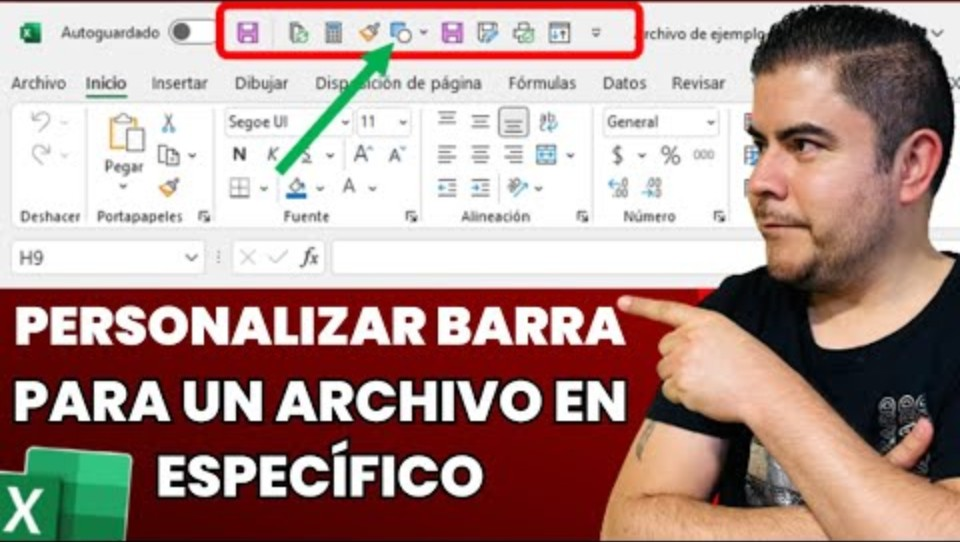 Autoguardado
rchivo de ejemplo
Archivo Inicio Insertar Dibujar Disposición de página Fórmulas Datos Revisar
Pegar
Segoe UI 11
General
N K S A A
A
ab
$ % 000
Deshacer Portapapeles Fuente Alineación Número
H9 fx
PERSONALIZAR BARRA
PARA UN ARCHIVO EN
ESPECÍFICO
X